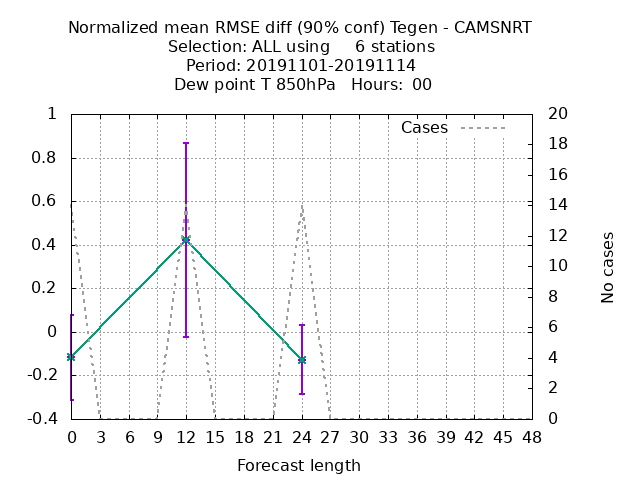 Normalized mean RMSE diff (90% conf) Tegen - CAMSNRT
Selection: ALL using     6 stations
Period: 20191101-20191114
Dew point T 850hPa   Hours:  00
Cases
1
0.8
0.6
0.4
0.2
0
-0.2
-0.4
20
18
16
14
12
10
8
6
4
2
0
No cases
0 3 6 9 12 15 18 21 24 27 30 33 36 39 42 45 48
Forecast length